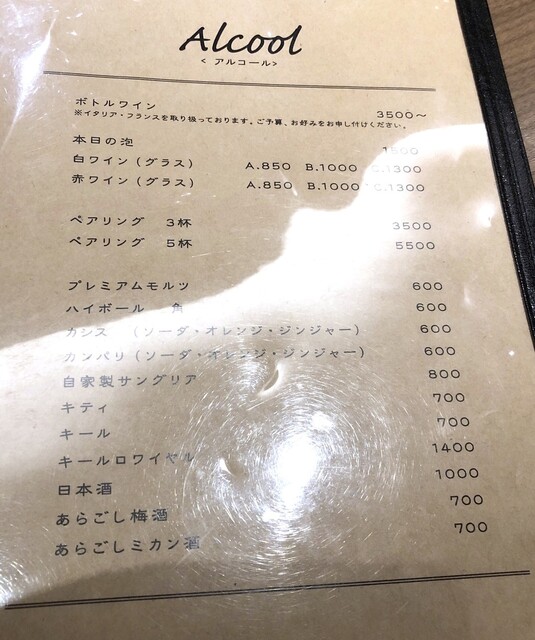 Alcool
< アルコール>
ボトルワイン 3500〜
※イタリア・フランスを取り扱っております。ご予算、お好みをお申し付けください。
本日の泡
白ワイン（グラス） A.850 B.1000 C.1300
赤ワイン（グラス） A.850 B.1000 C.1300
ペアリング 3杯 3500
ペアリング 5杯 5500
プレミアムモルツ 600
ハイボール 角 600
カシス （ソーダ・オレンジ・ジンジャー） 600
カンパリ（ソーダ・オレンジ・ジンジャー） 600
自家製サングリア 800
キティ 700
キール 700
キールロワイヤル 1400
日本酒 1000
あらごし梅酒 700
あらごしミカン酒 700